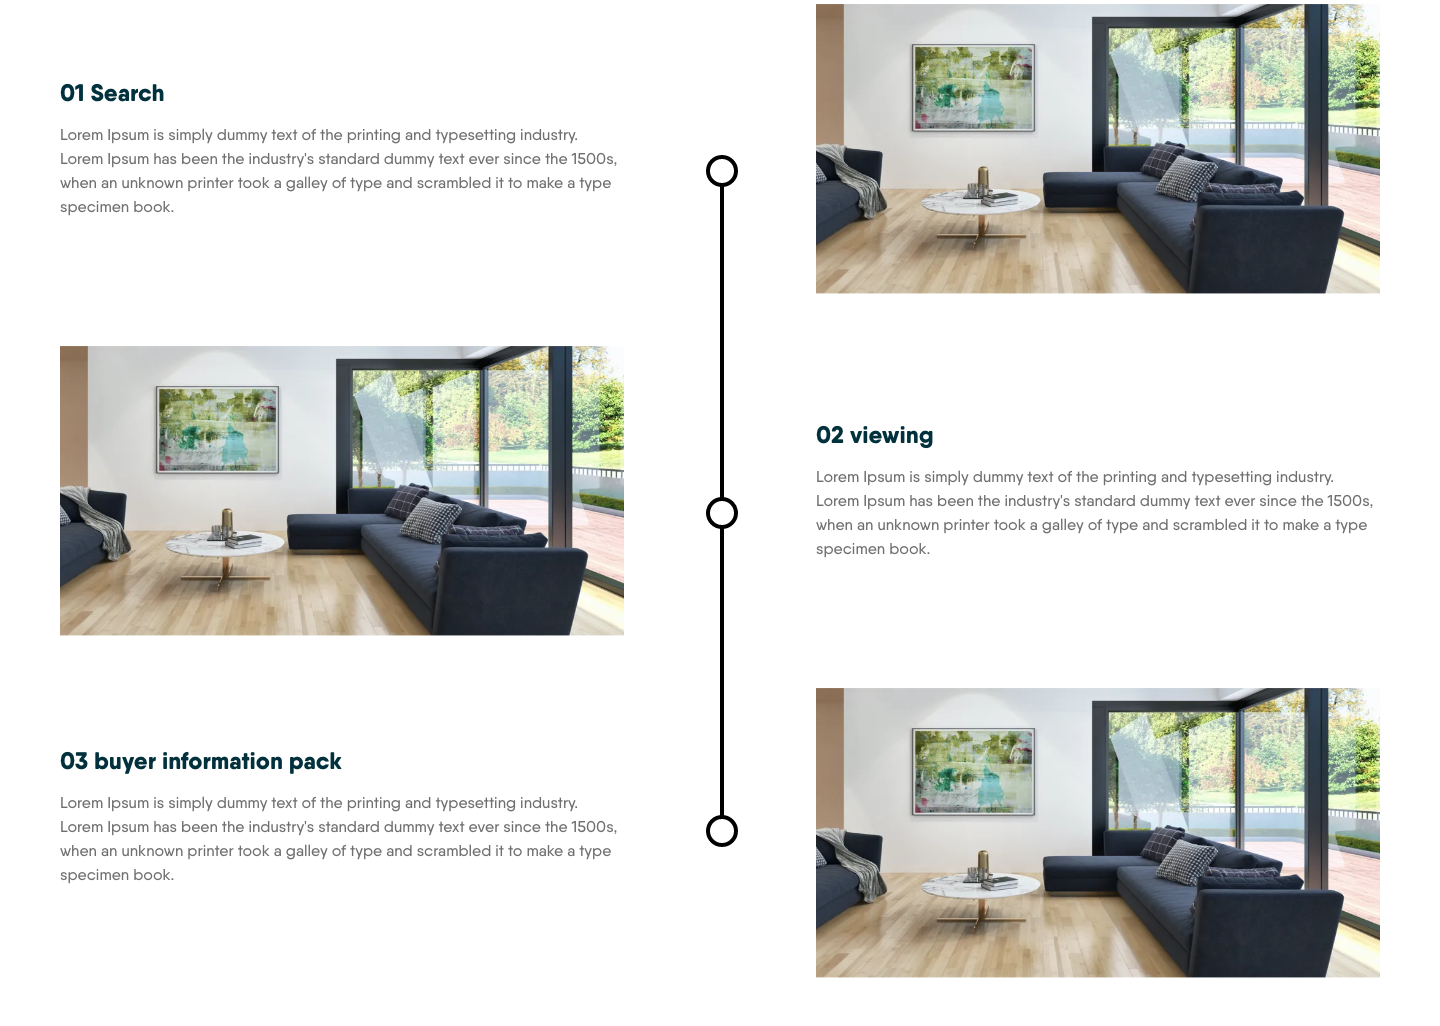 01 Search
Lorem Ipsum is simply dummy text of the printing and typesetting industry.
Lorem Ipsum has been the industry's standard dummy text ever since the 1500s,
when an unknown printer took a galley of type and scrambled it to make a type
specimen book.
02 viewing
Lorem Ipsum is simply dummy text of the printing and typesetting industry.
Lorem Ipsum has been the industry's standard dummy text ever since the 1500s,
when an unknown printer took a galley of type and scrambled it to make a type
specimen book.
03 buyer information pack
Lorem Ipsum is simply dummy text of the printing and typesetting industry.
Lorem Ipsum has been the industry's standard dummy text ever since the 1500s,
when an unknown printer took a galley of type and scrambled it to make a type
specimen book.